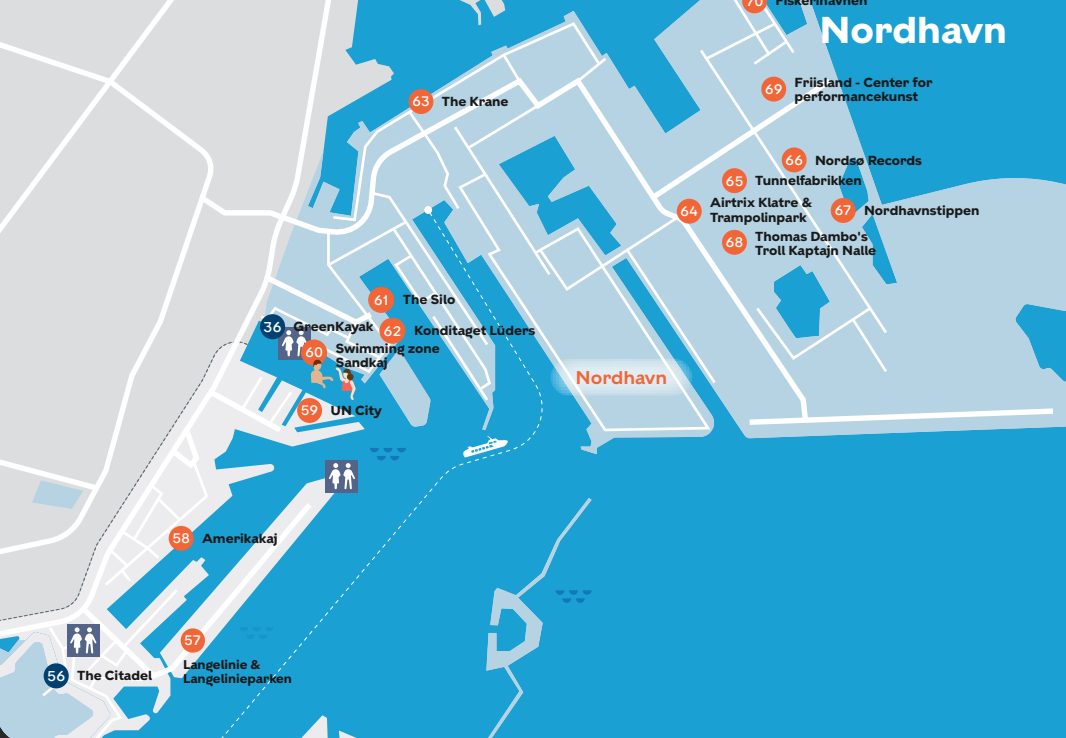 70 Fiskerihavnen
Nordhavn
69 Friisland - Center for
performancekunst
63 The Krane
66 Nordsø Records
65 Tunnelfabrikken
64 Airtrix Klatre &
Trampolinpark
67 Nordhavnstippen
68 Thomas Dambo's
Troll Kaptajn Nalle
61 The Silo
36 GreenKayak
62 Konditaget Lüders
60 Swimming zone
Sandkaj
Nordhavn
59 UN City
58 Amerikakaj
57
Langelinie &
Langelinieparken
56 The Citadel